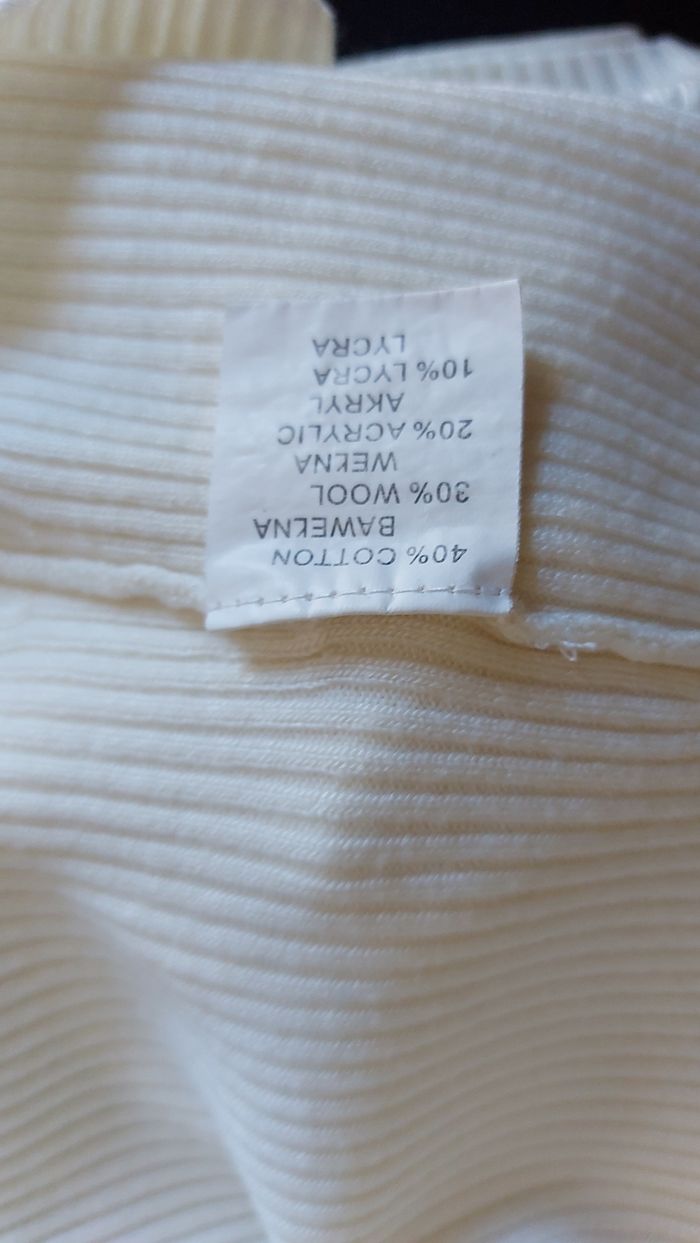 40% COTTON
BAWEŁNA
30% WOOL
WEŁNA
20% ACRYLIC
AKRYL
10% LYCRA
LYCRA